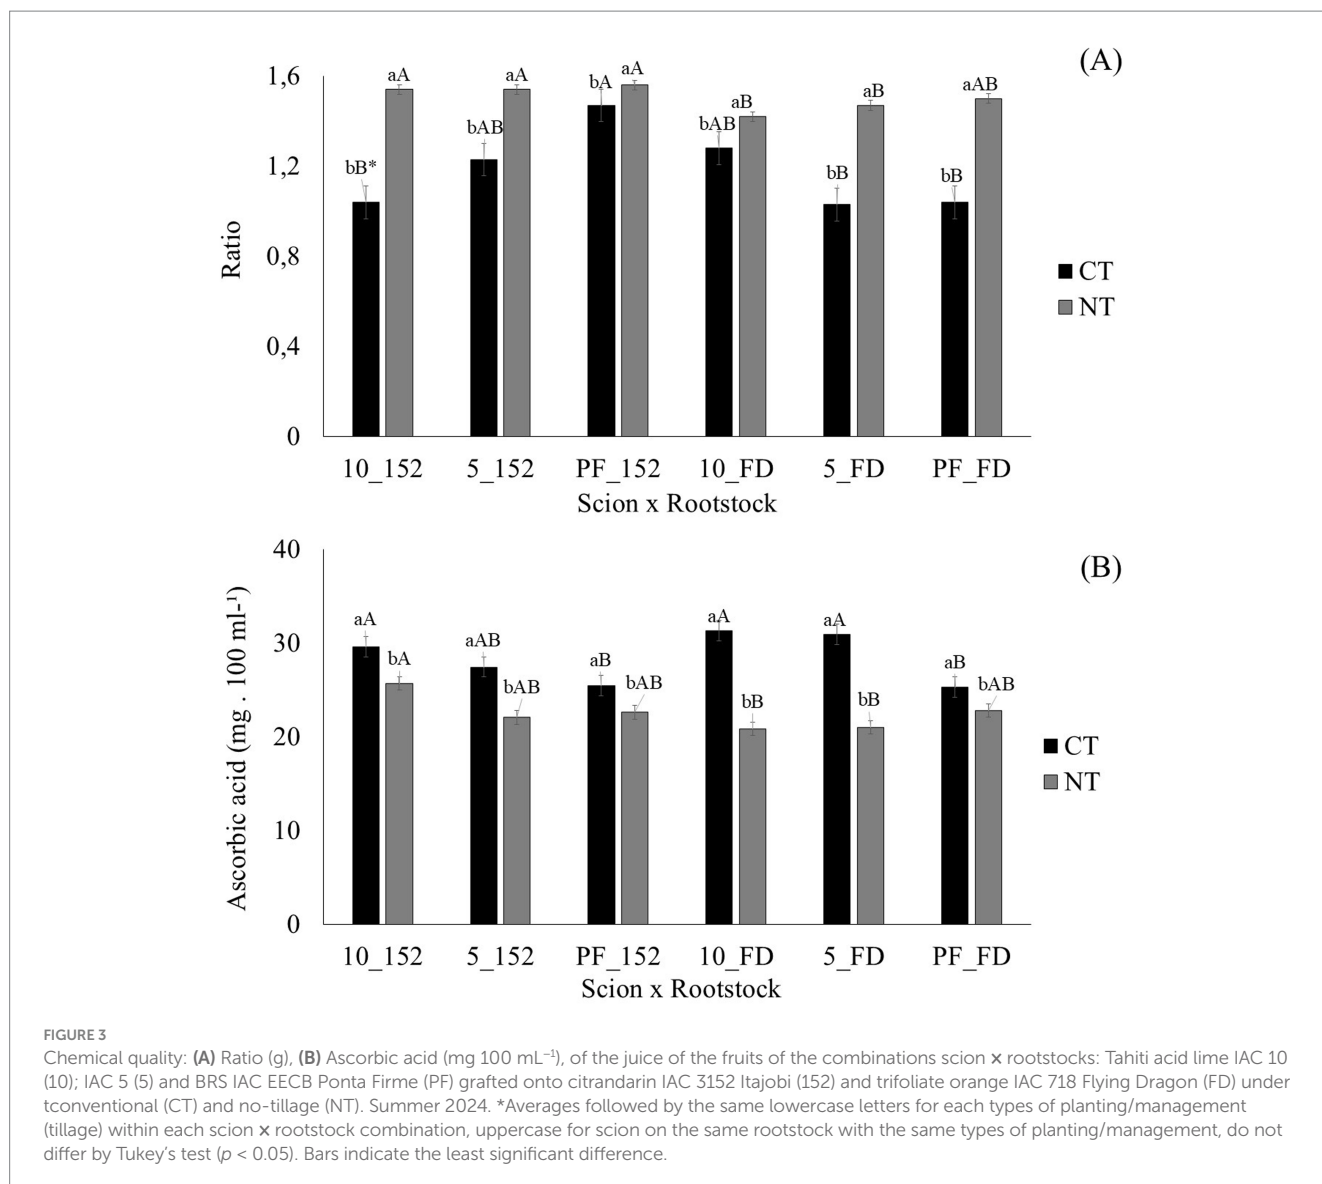 (A)
1,6
1,2
0,8
0,4
0
Ratio
bB*
aA
bAB
aA
bA
aA
bAB
aB
bB
aB
bB
aAB
CT
NT
10_152 5_152 PF_152 10_FD 5_FD PF_FD
Scion x Rootstock
(B)
40
30
20
10
0
Ascorbic acid (mg . 100 ml-¹)
aA
bA
aAB
bAB
aB
bAB
aA
bB
aA
bB
aB
bAB
CT
NT
10_152 5_152 PF_152 10_FD 5_FD PF_FD
Scion x Rootstock
FIGURE 3
Chemical quality: (A) Ratio (g), (B) Ascorbic acid (mg 100 mL⁻¹), of the juice of the fruits of the combinations scion × rootstocks: Tahiti acid lime IAC 10
(10); IAC 5 (5) and BRS IAC EECB Ponta Firme (PF) grafted onto citrandarin IAC 3152 Itajobi (152) and trifoliate orange IAC 718 Flying Dragon (FD) under
tconventional (CT) and no-tillage (NT). Summer 2024. *Averages followed by the same lowercase letters for each types of planting/management
(tillage) within each scion × rootstock combination, uppercase for scion on the same rootstock with the same types of planting/management, do not
differ by Tukey’s test (p < 0.05). Bars indicate the least significant difference.